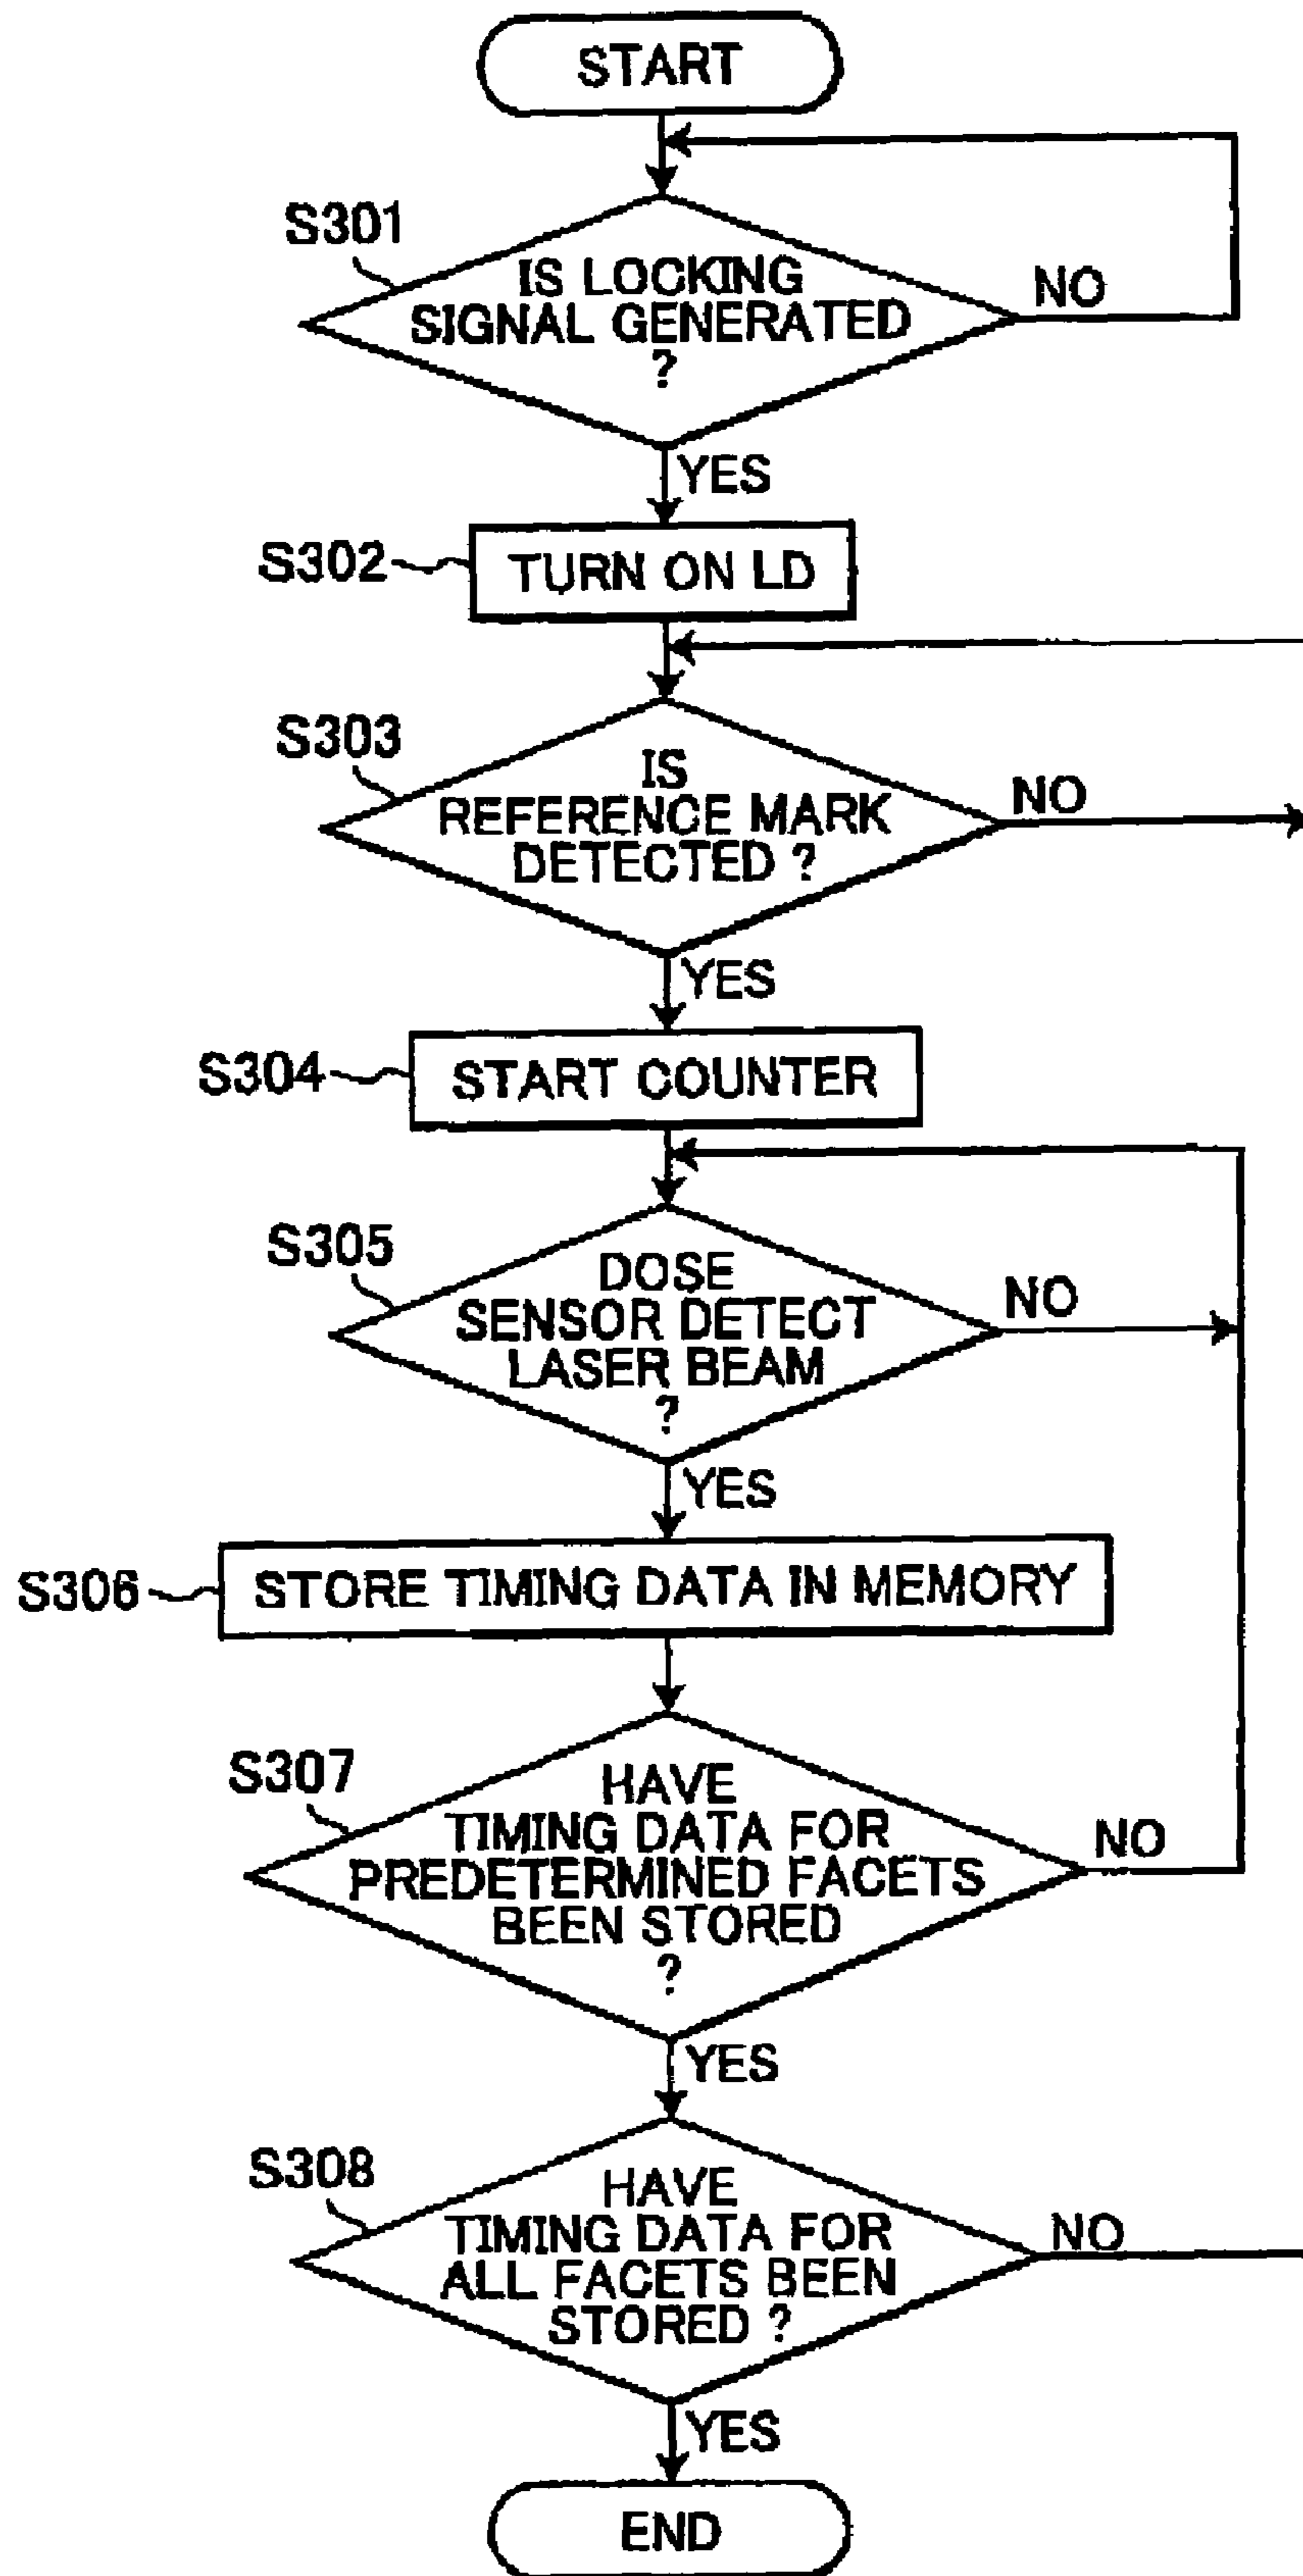 START
S301
IS LOCKING
SIGNAL GENERATED
?
NO
YES
S302
TURN ON LD
S303
IS
REFERENCE MARK
DETECTED ?
NO
YES
S304
START COUNTER
S305
DOSE
SENSOR DETECT
LASER BEAM
?
NO
YES
S306
STORE TIMING DATA IN MEMORY
S307
HAVE
TIMING DATA FOR
PREDETERMINED FACETS
BEEN STORED
?
NO
YES
S308
HAVE
TIMING DATA FOR
ALL FACETS BEEN
STORED ?
NO
YES
END